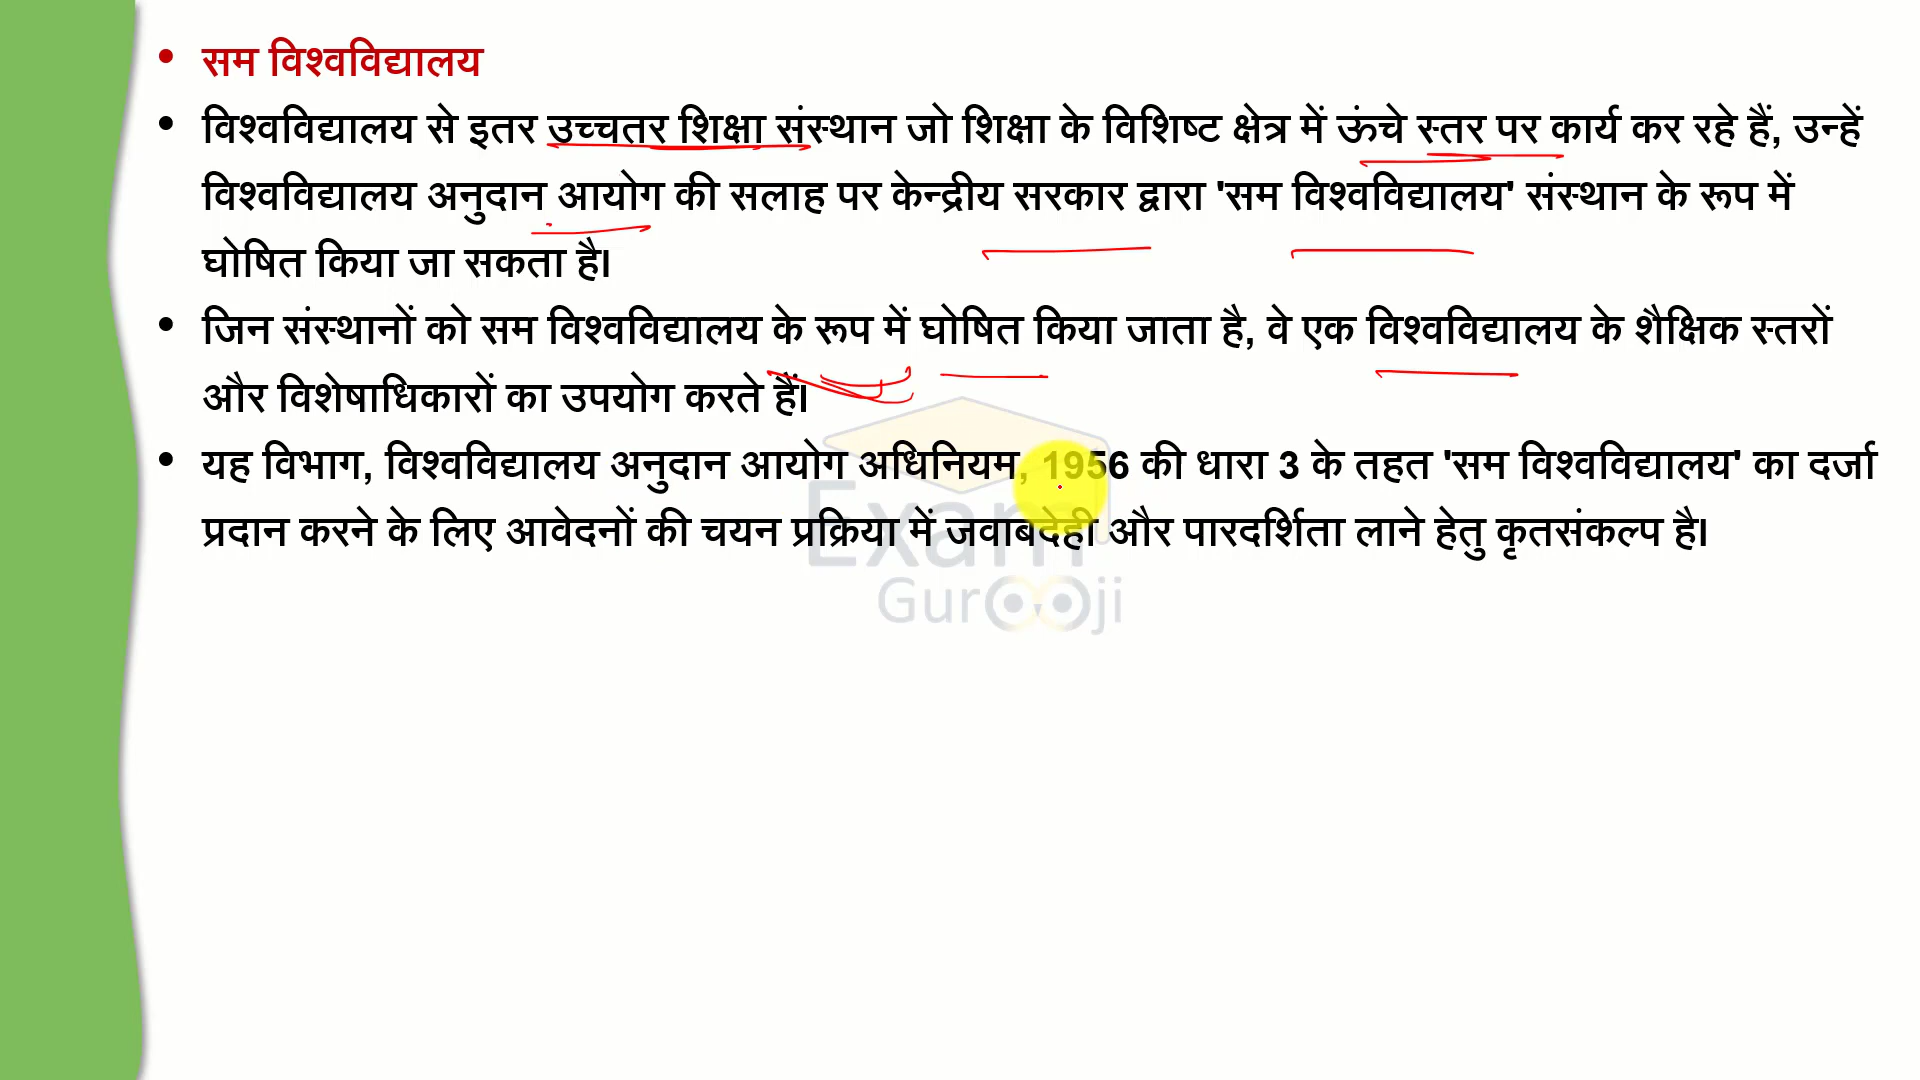 • सम विश्वविद्यालय
• विश्वविद्यालय से इतर उच्चतर शिक्षा संस्थान जो शिक्षा के विशिष्ट क्षेत्र में ऊंचे स्तर पर कार्य कर रहे हैं, उन्हें
विश्वविद्यालय अनुदान आयोग की सलाह पर केन्द्रीय सरकार द्वारा 'सम विश्वविद्यालय' संस्थान के रूप में
घोषित किया जा सकता है।
• जिन संस्थानों को सम विश्वविद्यालय के रूप में घोषित किया जाता है, वे एक विश्वविद्यालय के शैक्षिक स्तरों
और विशेषाधिकारों का उपयोग करते हैं।
• यह विभाग, विश्वविद्यालय अनुदान आयोग अधिनियम, 1956 की धारा 3 के तहत 'सम विश्वविद्यालय' का दर्जा
प्रदान करने के लिए आवेदनों की चयन प्रक्रिया में जवाबदेही और पारदर्शिता लाने हेतु कृतसंकल्प है।
Exam
Gurooji